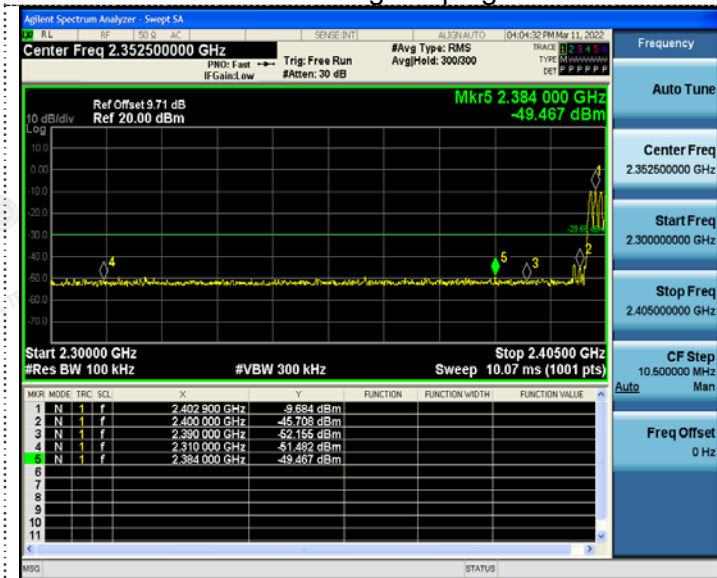 Agilent Spectrum Analyzer - Swept SA
RL RF 50 Ω AC SENSE:INT ALIGN AUTO 04:04:32 PM Mar 11, 2022
Center Freq 2.352500000 GHz
PNO: Fast
IFGain:Low
Trig: Free Run
#Atten: 30 dB
#Avg Type: RMS
Avg|Hold: 300/300
TRACE 1 2 3 4 5 6
TYPE M
DET P P P P P P
Ref Offset 9.71 dB
10 dB/div Ref 20.00 dBm
Log
Mkr5 2.384 000 GHz
-49.467 dBm
10.0
0.00
-10.0
-20.0
-30.0
-40.0
-50.0
-60.0
-70.0
1
2
3
4
5
Start 2.30000 GHz Stop 2.40500 GHz
#Res BW 100 kHz #VBW 300 kHz Sweep 10.07 ms (1001 pts)
MKR MODE TRC SCL X Y FUNCTION FUNCTION WIDTH FUNCTION VALUE
1 N 1 f 2.402 900 GHz -9.684 dBm
2 N 1 f 2.400 000 GHz -45.706 dBm
3 N 1 f 2.390 000 GHz -52.155 dBm
4 N 1 f 2.310 000 GHz -51.482 dBm
5 N 1 f 2.384 000 GHz -49.467 dBm
6
7
8
9
10
11
MSG STATUS
Frequency
Auto Tune
Center Freq
2.352500000 GHz
Start Freq
2.300000000 GHz
Stop Freq
2.405000000 GHz
CF Step
10.500000 MHz
Auto Man
Freq Offset
0 Hz